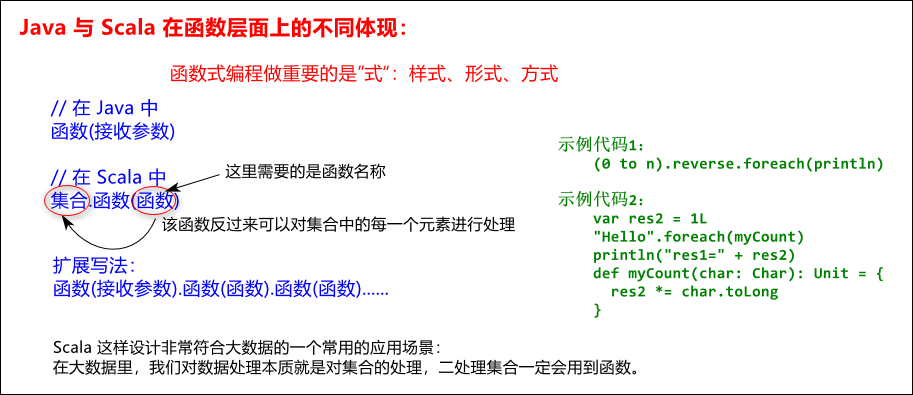 Java 与 Scala 在函数层面上的不同体现：
函数式编程做重要的是”式“：样式、形式、方式
// 在 Java 中
函数(接收参数)
// 在 Scala 中
集合.函数(函数)
这里需要的是函数名称
该函数反过来可以对集合中的每一个元素进行处理
扩展写法：
函数(接收参数).函数(函数).函数(函数)......
示例代码1：
(0 to n).reverse.foreach(println)
示例代码2：
var res2 = 1L
"Hello".foreach(myCount)
println("res1=" + res2)
def myCount(char: Char): Unit = {
res2 *= char.toLong
}
Scala 这样设计非常符合大数据的一个常用的应用场景：
在大数据里，我们对数据处理本质就是对集合的处理，二处理集合一定会用到函数。